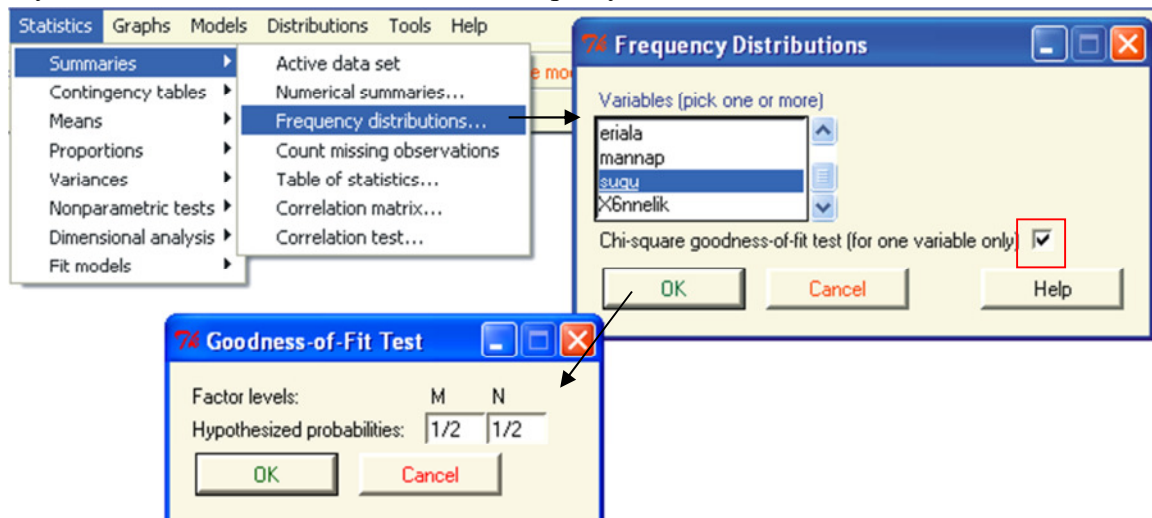 Statistics Graphs Models Distributions Tools Help
Summaries
Contingency tables
Means
Proportions
Variances
Nonparametric tests
Dimensional analysis
Fit models
Active data set
Numerical summaries...
Frequency distributions...
Count missing observations
Table of statistics...
Correlation matrix...
Correlation test...
e mo
Frequency Distributions
Variables (pick one or more)
eriala
mannap
sugu
X6nnelik
Chi-square goodness-of-fit test (for one variable only)
OK Cancel Help
Goodness-of-Fit Test
Factor levels: M N
Hypothesized probabilities: 1/2 1/2
OK Cancel